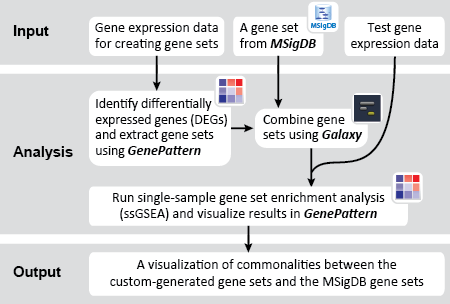 Input
Gene expression data
for creating gene sets
A gene set
from MSigDB
MSigDB
Test gene
expression data
Analysis
Identify differentially
expressed genes (DEGs)
and extract gene sets
using GenePattern
Combine gene
sets using Galaxy
Run single-sample gene set enrichment analysis
(ssGSEA) and visualize results in GenePattern
Output
A visualization of commonalities between the
custom-generated gene sets and the MSigDB gene sets